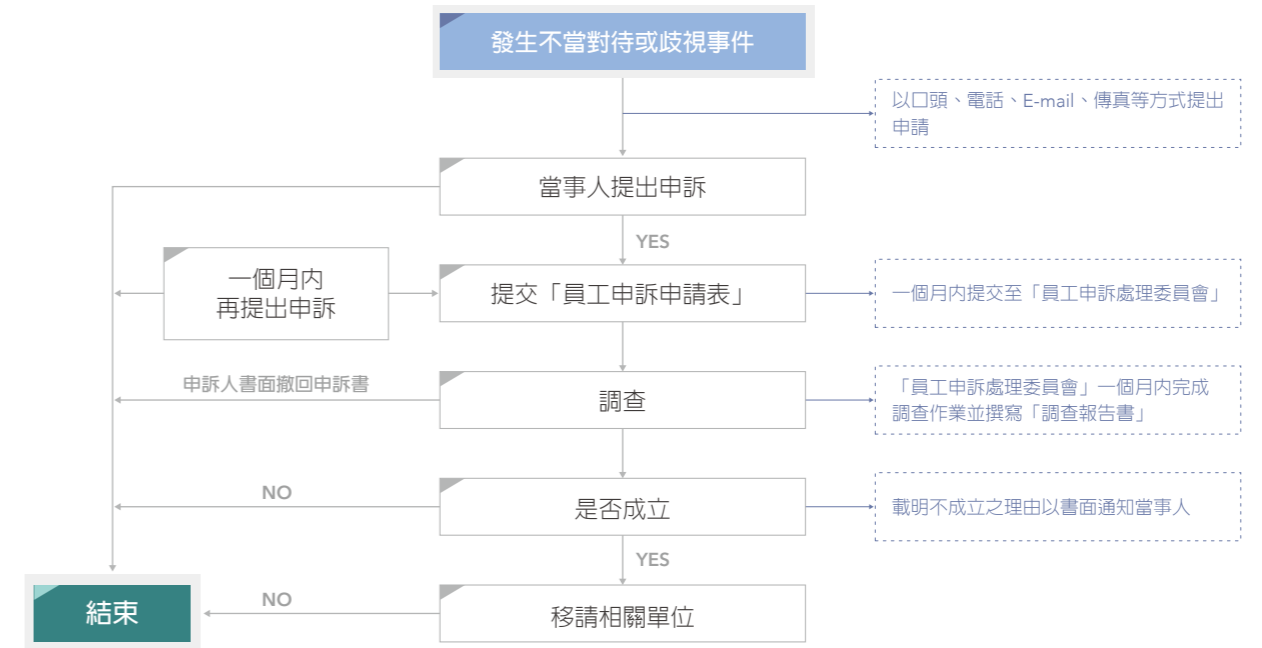 發生不當對待或歧視事件
以口頭、電話、E-mail、傳真等方式提出
申請
當事人提出申訴
YES
一個月內
再提出申訴
提交「員工申訴申請表」
一個月內提交至「員工申訴處理委員會」
申訴人書面撤回申訴書
調查
「員工申訴處理委員會」一個月內完成
調查作業並撰寫「調查報告書」
NO
是否成立
載明不成立之理由以書面通知當事人
YES
結束
NO
移請相關單位